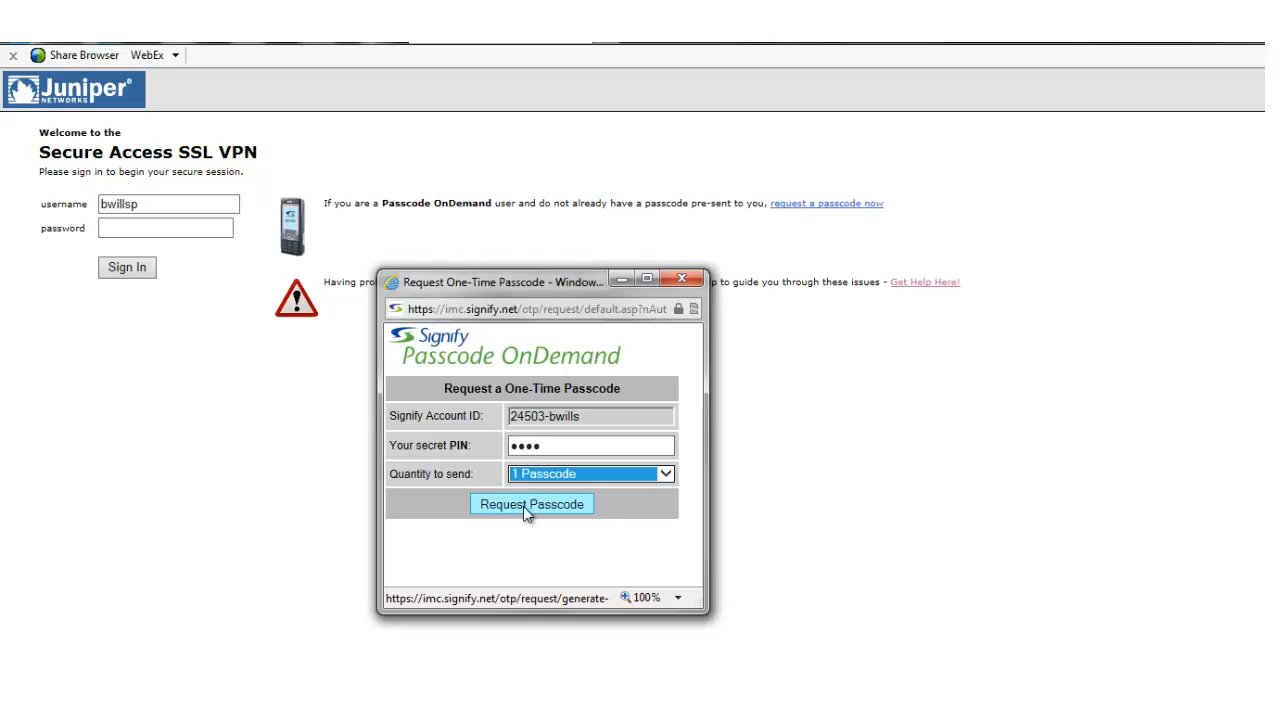 x Share Browser WebEx
Juniper®
NETWORKS
Welcome to the
Secure Access SSL VPN
Please sign in to begin your secure session.
username bwillsp
password
Sign In
If you are a Passcode OnDemand user and do not already have a passcode pre-sent to you, request a passcode now
Having pro
p to guide you through these issues - Get Help Here!
Request One-Time Passcode - Window...
https://imc.signify.net/otp/request/default.asp?nAut
Signify
Passcode OnDemand
Request a One-Time Passcode
Signify Account ID: 24503-bwills
Your secret PIN: ●●●●
Quantity to send: 1 Passcode
Request Passcode
https://imc.signify.net/otp/request/generate- 100%